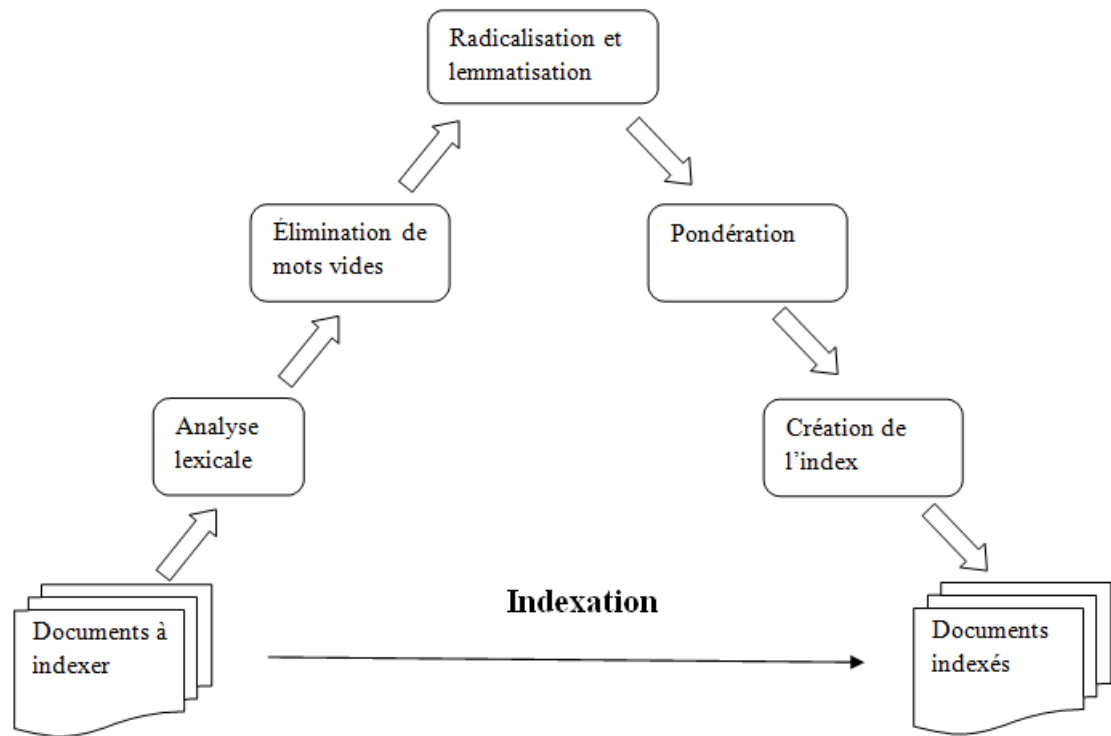 Radicalisation et
lemmatisation
Élimination de
mots vides
Pondération
Analyse
lexicale
Création de
l'index
Indexation
Documents à
indexer
Documents
indexés